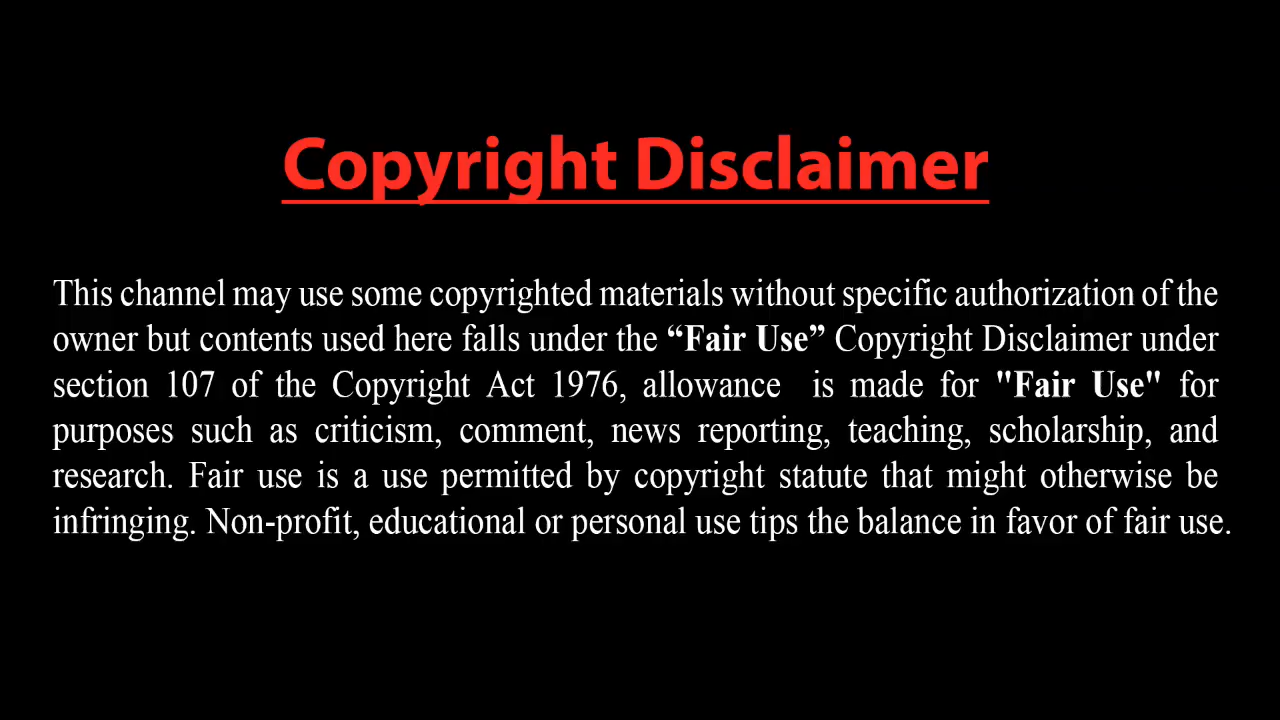 Copyright Disclaimer
This channel may use some copyrighted materials without specific authorization of the
owner but contents used here falls under the “Fair Use” Copyright Disclaimer under
section 107 of the Copyright Act 1976, allowance  is made for "Fair Use" for
purposes such as criticism, comment, news reporting, teaching, scholarship, and
research. Fair use is a use permitted by copyright statute that might otherwise be
infringing. Non-profit, educational or personal use tips the balance in favor of fair use.